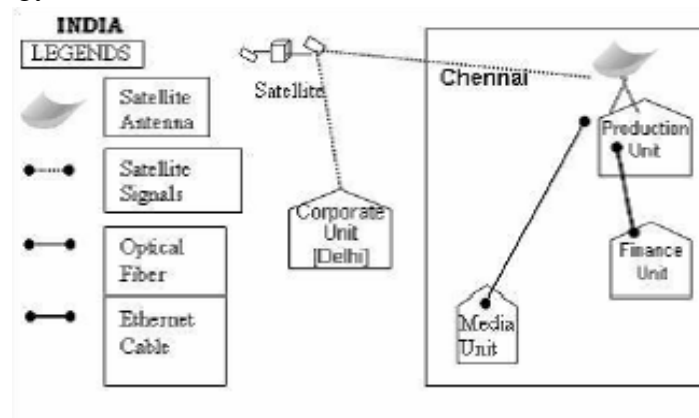 INDIA
LEGENDS
Satellite
Antenna
Satellite
Signals
Optical
Fiber
Ethernet
Cable
Satellite
Corporate
Unit
[Delhi]
Chennai
Production
Unit
Finance
Unit
Media
Unit